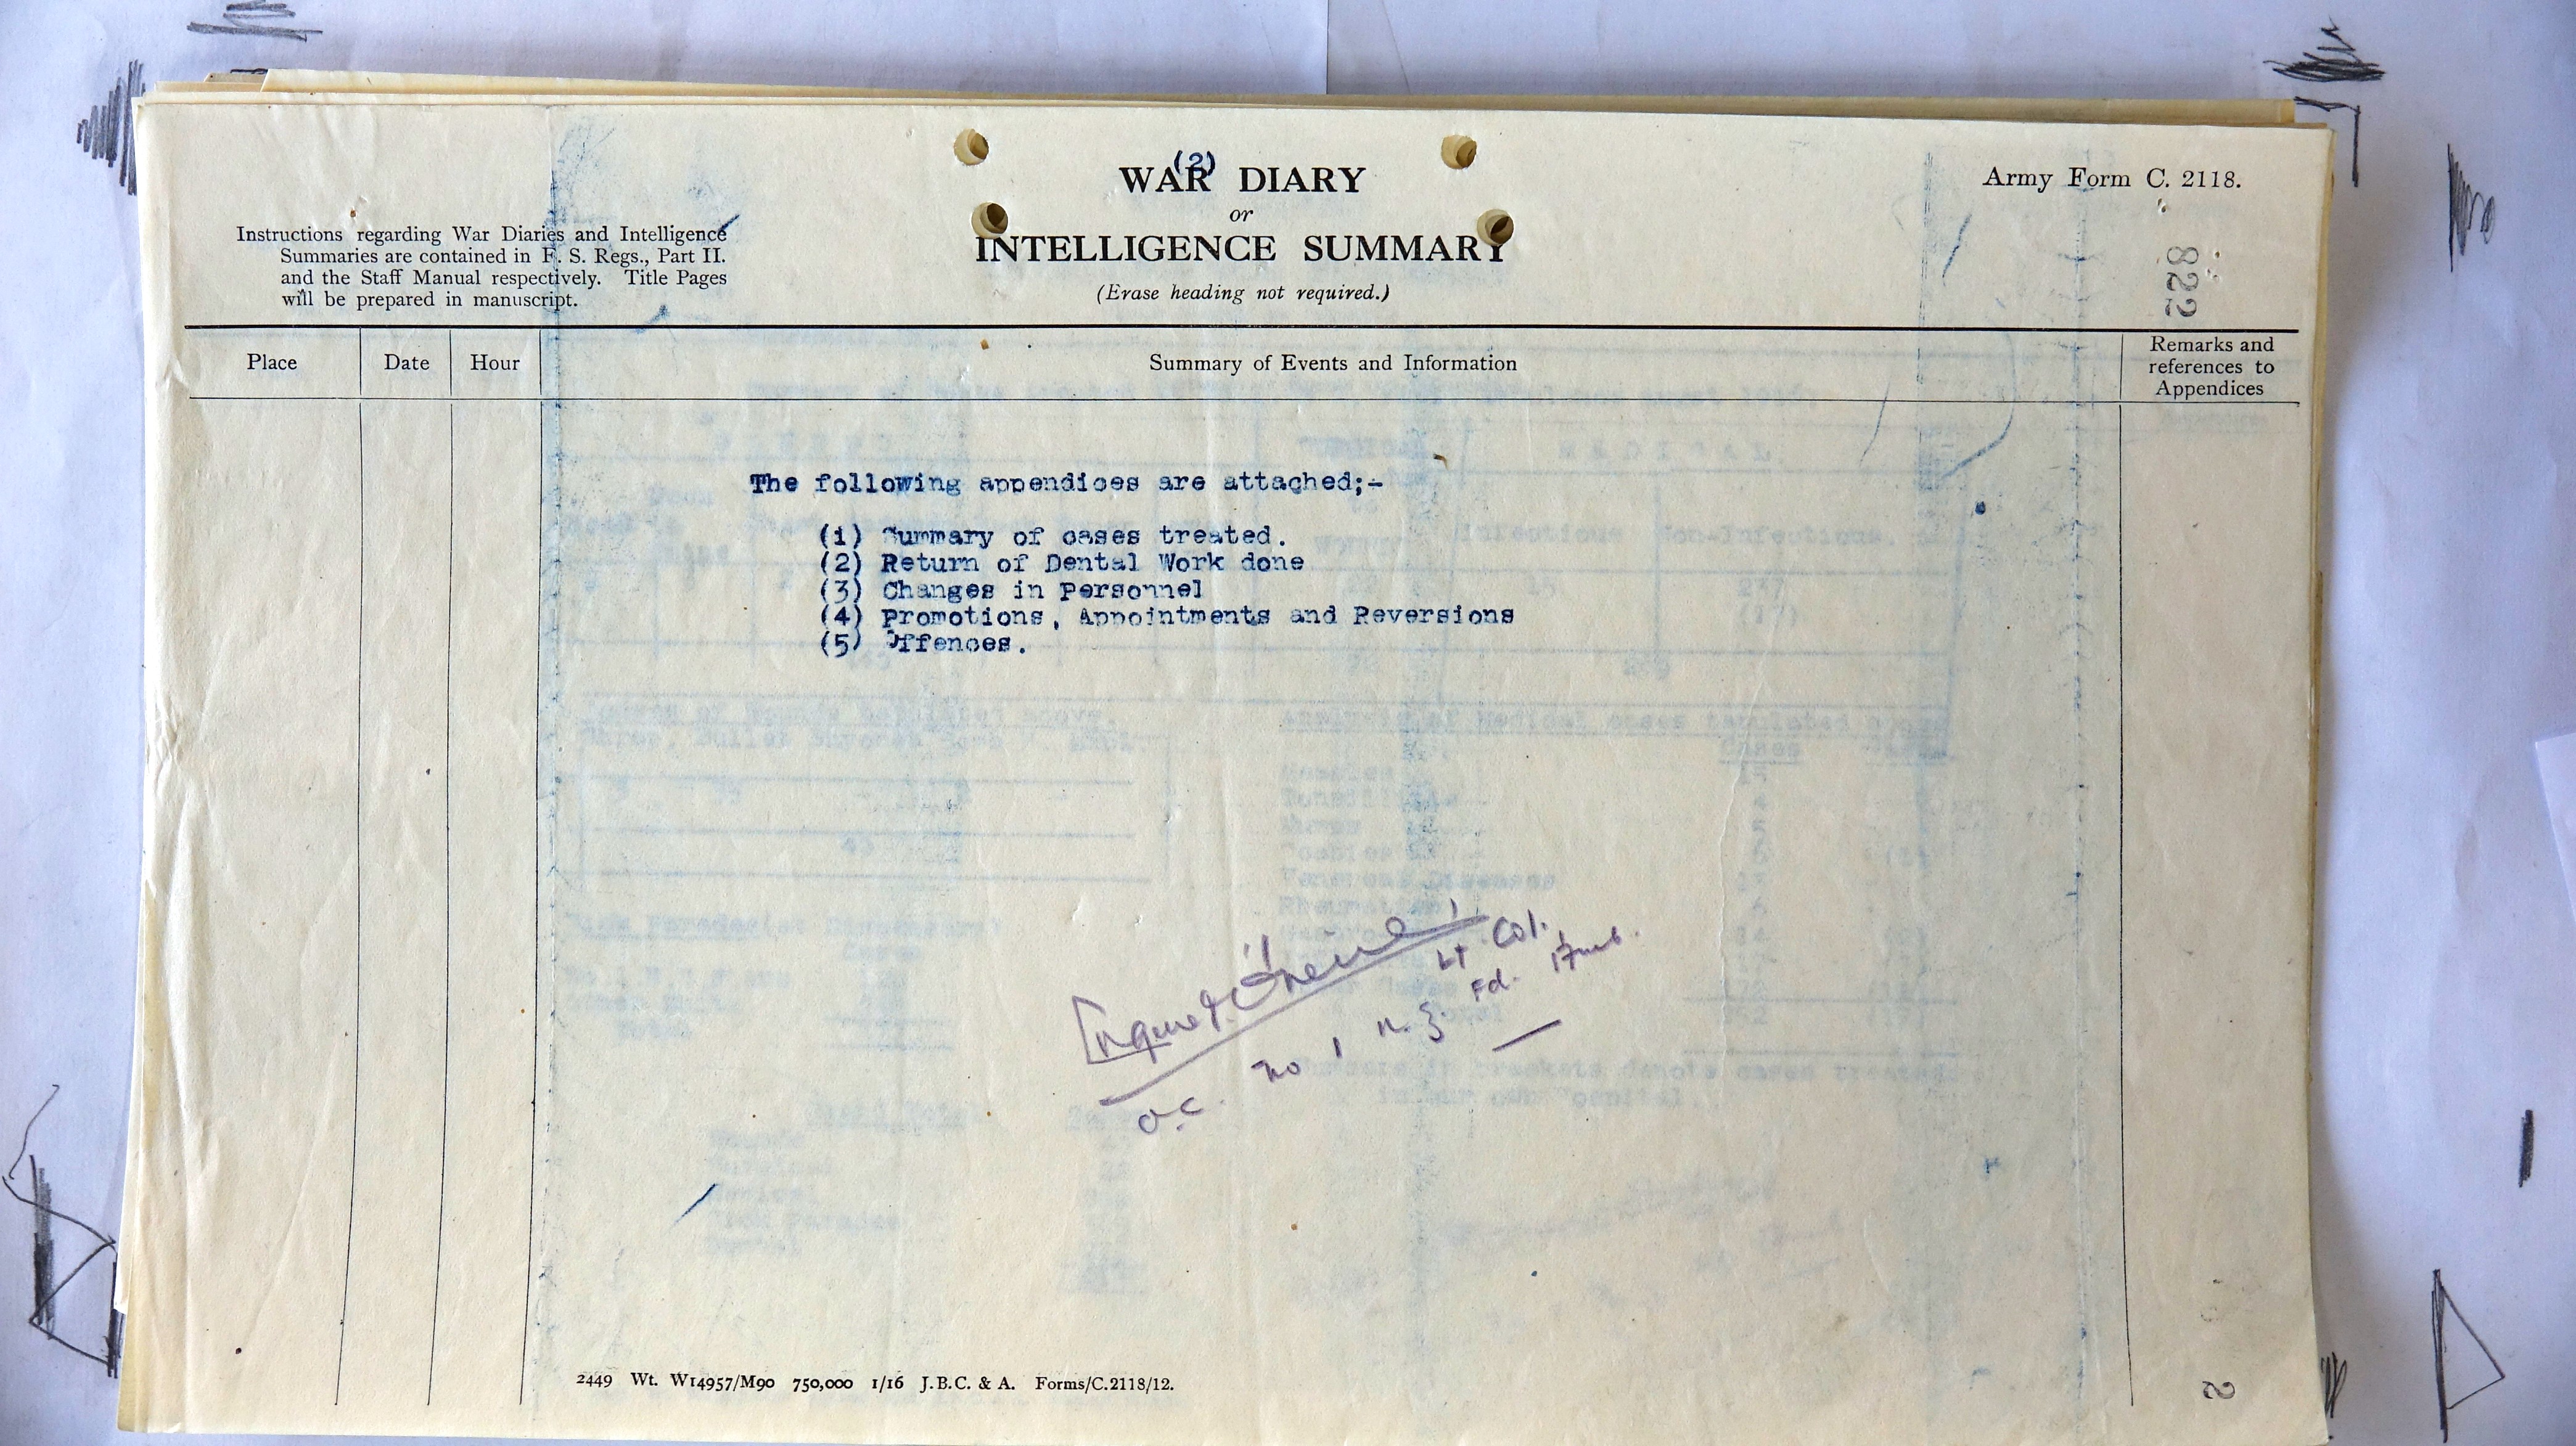 (2)
WAR DIARY
or
INTELLIGENCE SUMMARY
(Erase heading not required.)
Army Form C. 2118.
Instructions regarding War Diaries and Intelligence
Summaries are contained in F. S. Regs., Part II.
and the Staff Manual respectively. Title Pages
will be prepared in manuscript.
822
Place Date Hour Summary of Events and Information Remarks and
references to
Appendices
The following appendices are attached;-
(1) Summary of cases treated.
(2) Return of Dental Work done
(3) Changes in Personnel
(4) Promotions, Appointments and Reversions
(5) Offences.
Lt Col.
O.C. No 1 N.Z Fd. Amb.
2449 Wt. W14957/M90 750,000 1/16 J.B.C. & A. Forms/C.2118/12.
2